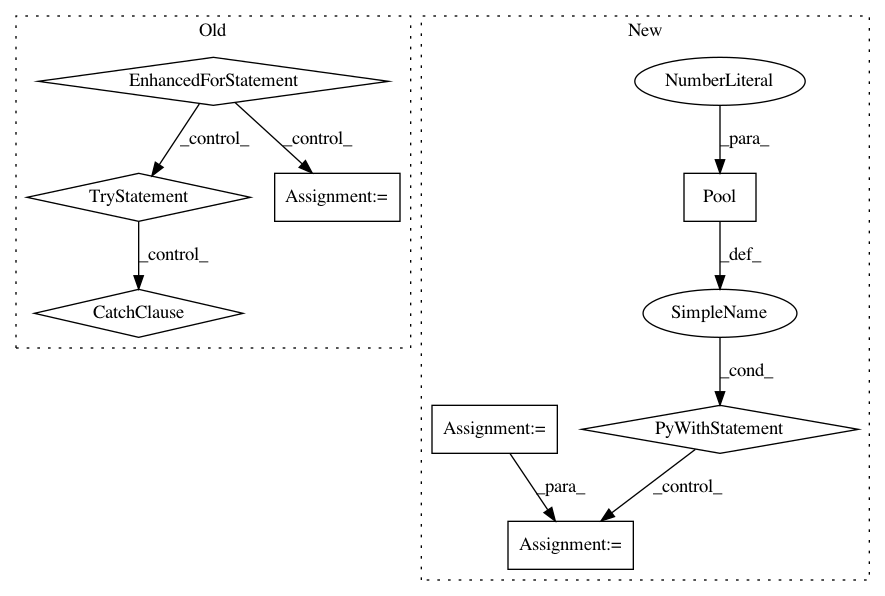 Old
New
EnhancedForStatement
NumberLiteral
_control_
_control_
_para_
TryStatement
Assignment:=
Pool
_control_
_def_
CatchClause
SimpleName
_cond_
Assignment:=
PyWithStatement
_para_
_control_
Assignment:=